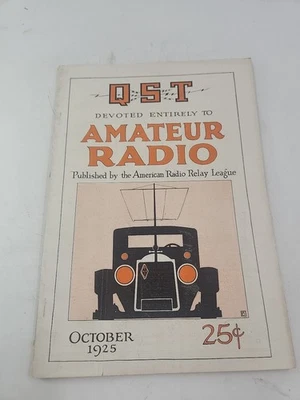 QST
DEVOTED ENTIRELY TO
AMATEUR
RADIO
Published by the American Radio Relay League
OCTOBER
1925
25¢